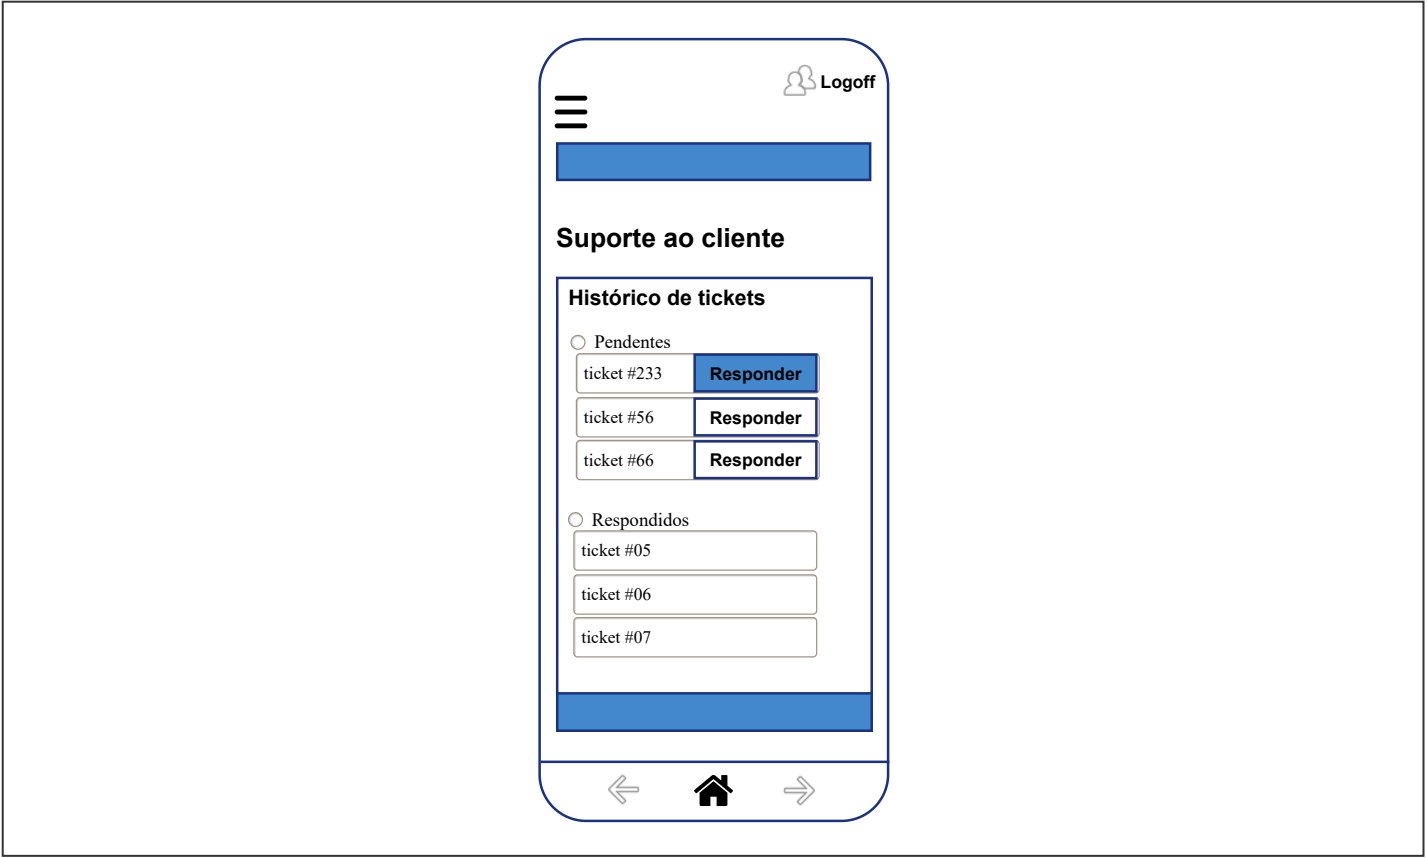 Logoff
Suporte ao cliente
Histórico de tickets
Pendentes
ticket #233 Responder
ticket #56 Responder
ticket #66 Responder
Respondidos
ticket #05
ticket #06
ticket #07